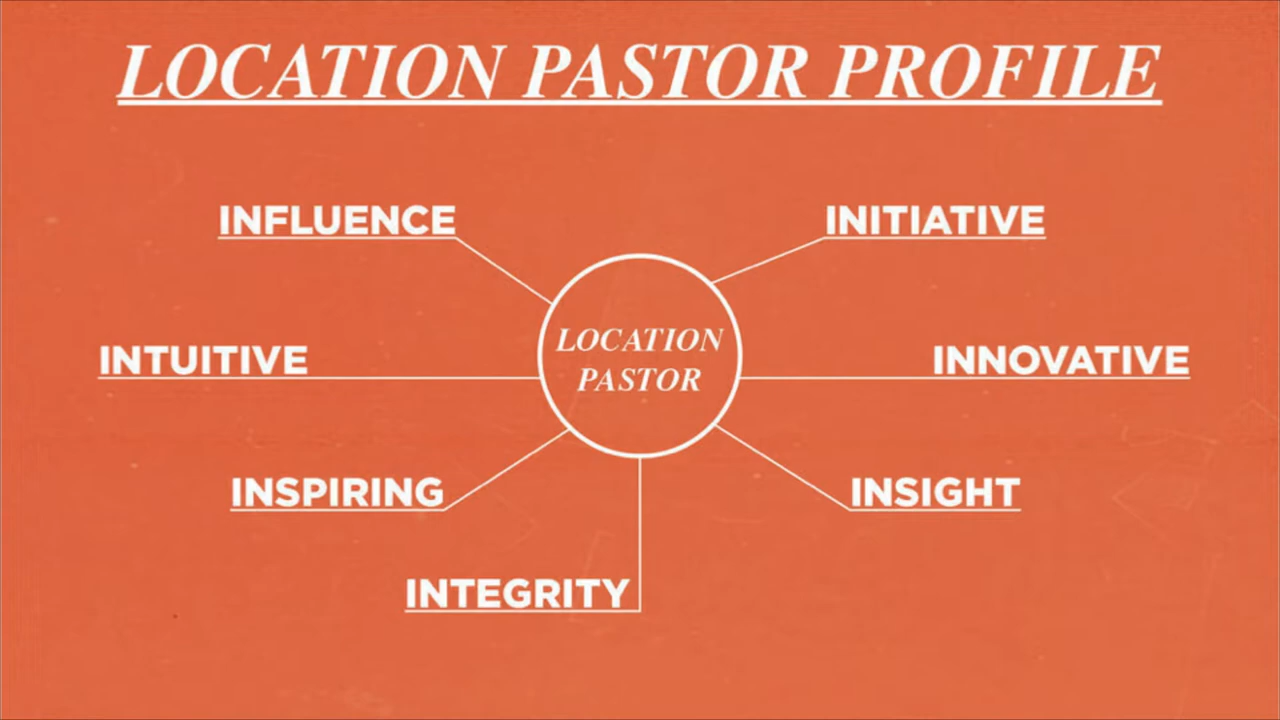 LOCATION PASTOR PROFILE
INFLUENCE
INITIATIVE
LOCATION
PASTOR
INTUITIVE
INNOVATIVE
INSPIRING
INSIGHT
INTEGRITY